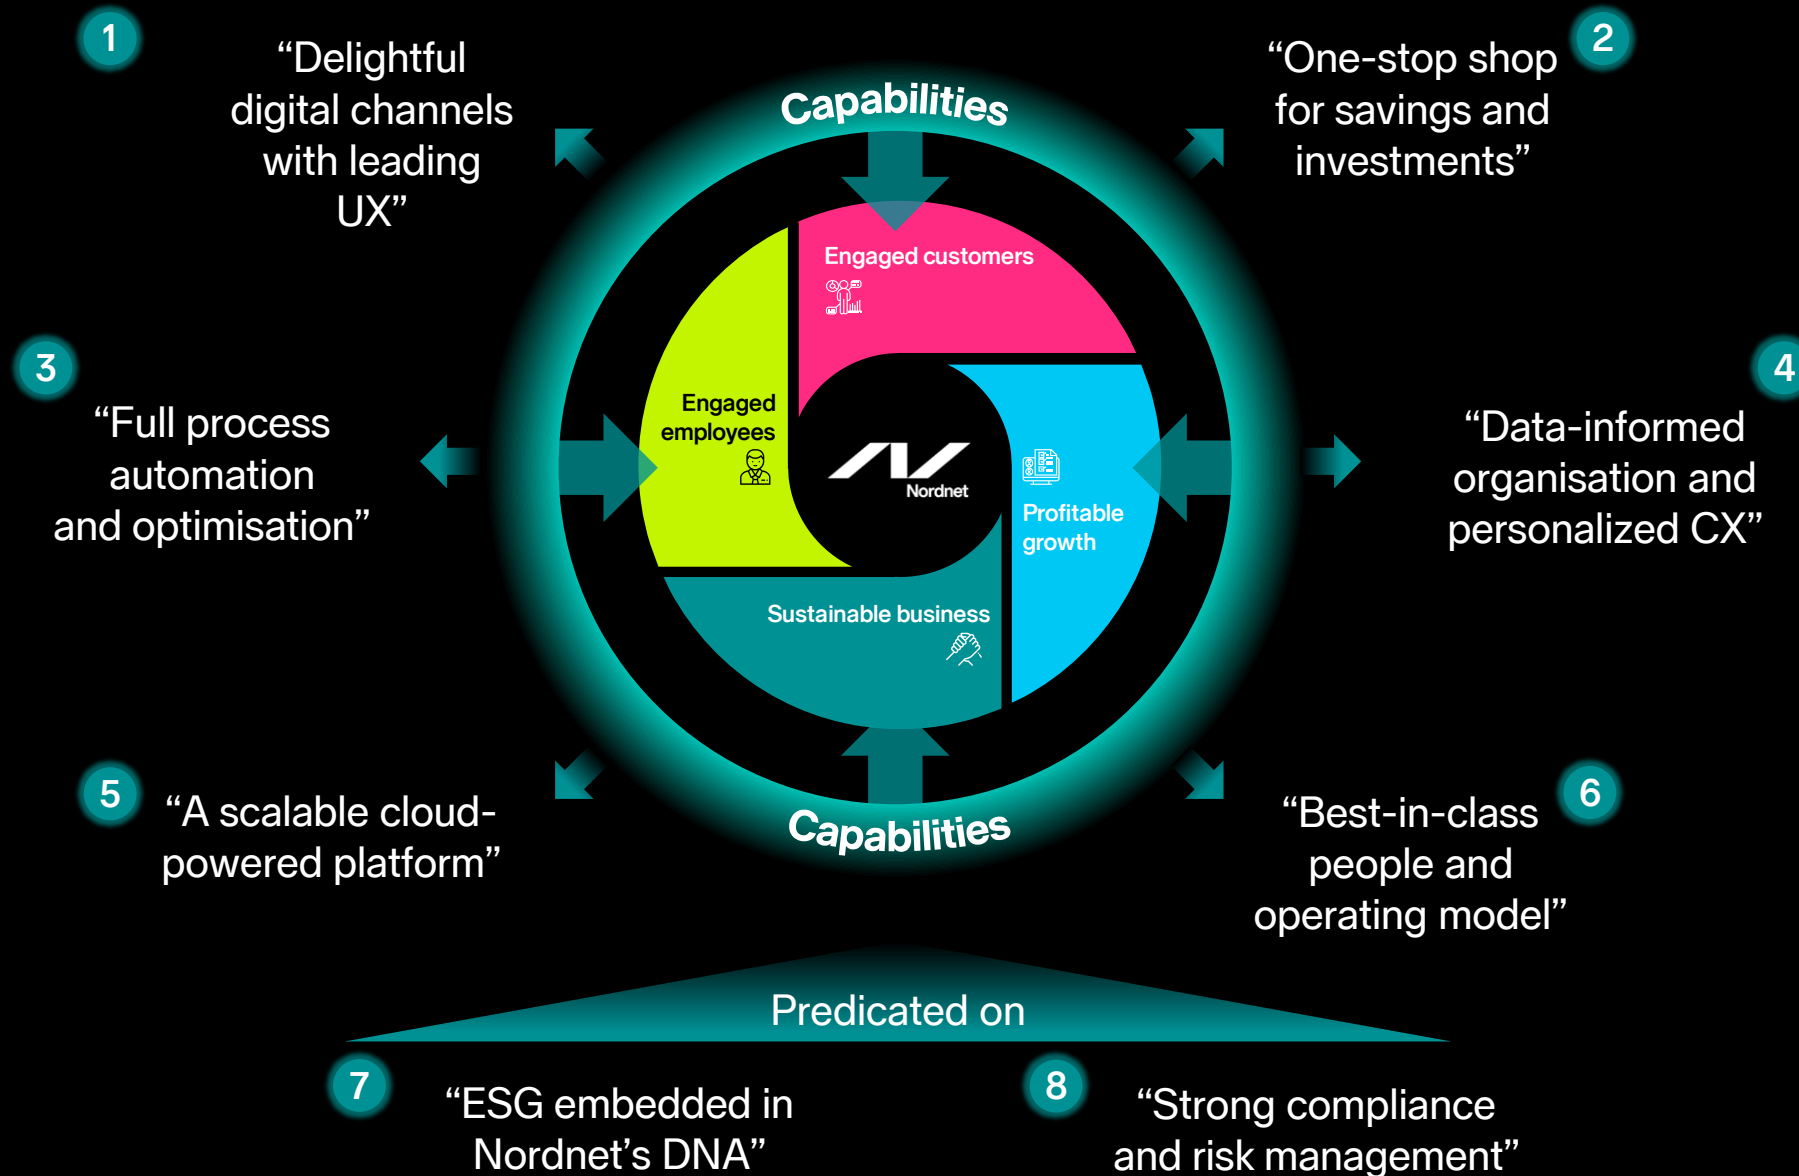 1
“Delightful
digital channels
with leading
UX”
Capabilities
2
“One-stop shop
for savings and
investments”
Engaged customers
3
“Full process
automation
and optimisation”
Engaged
employees
Nordnet
Profitable
growth
4
“Data-informed
organisation and
personalized CX”
Sustainable business
5
“A scalable cloud-
powered platform”
Capabilities
6
“Best-in-class
people and
operating model”
Predicated on
7
“ESG embedded in
Nordnet’s DNA”
8
“Strong compliance
and risk management”